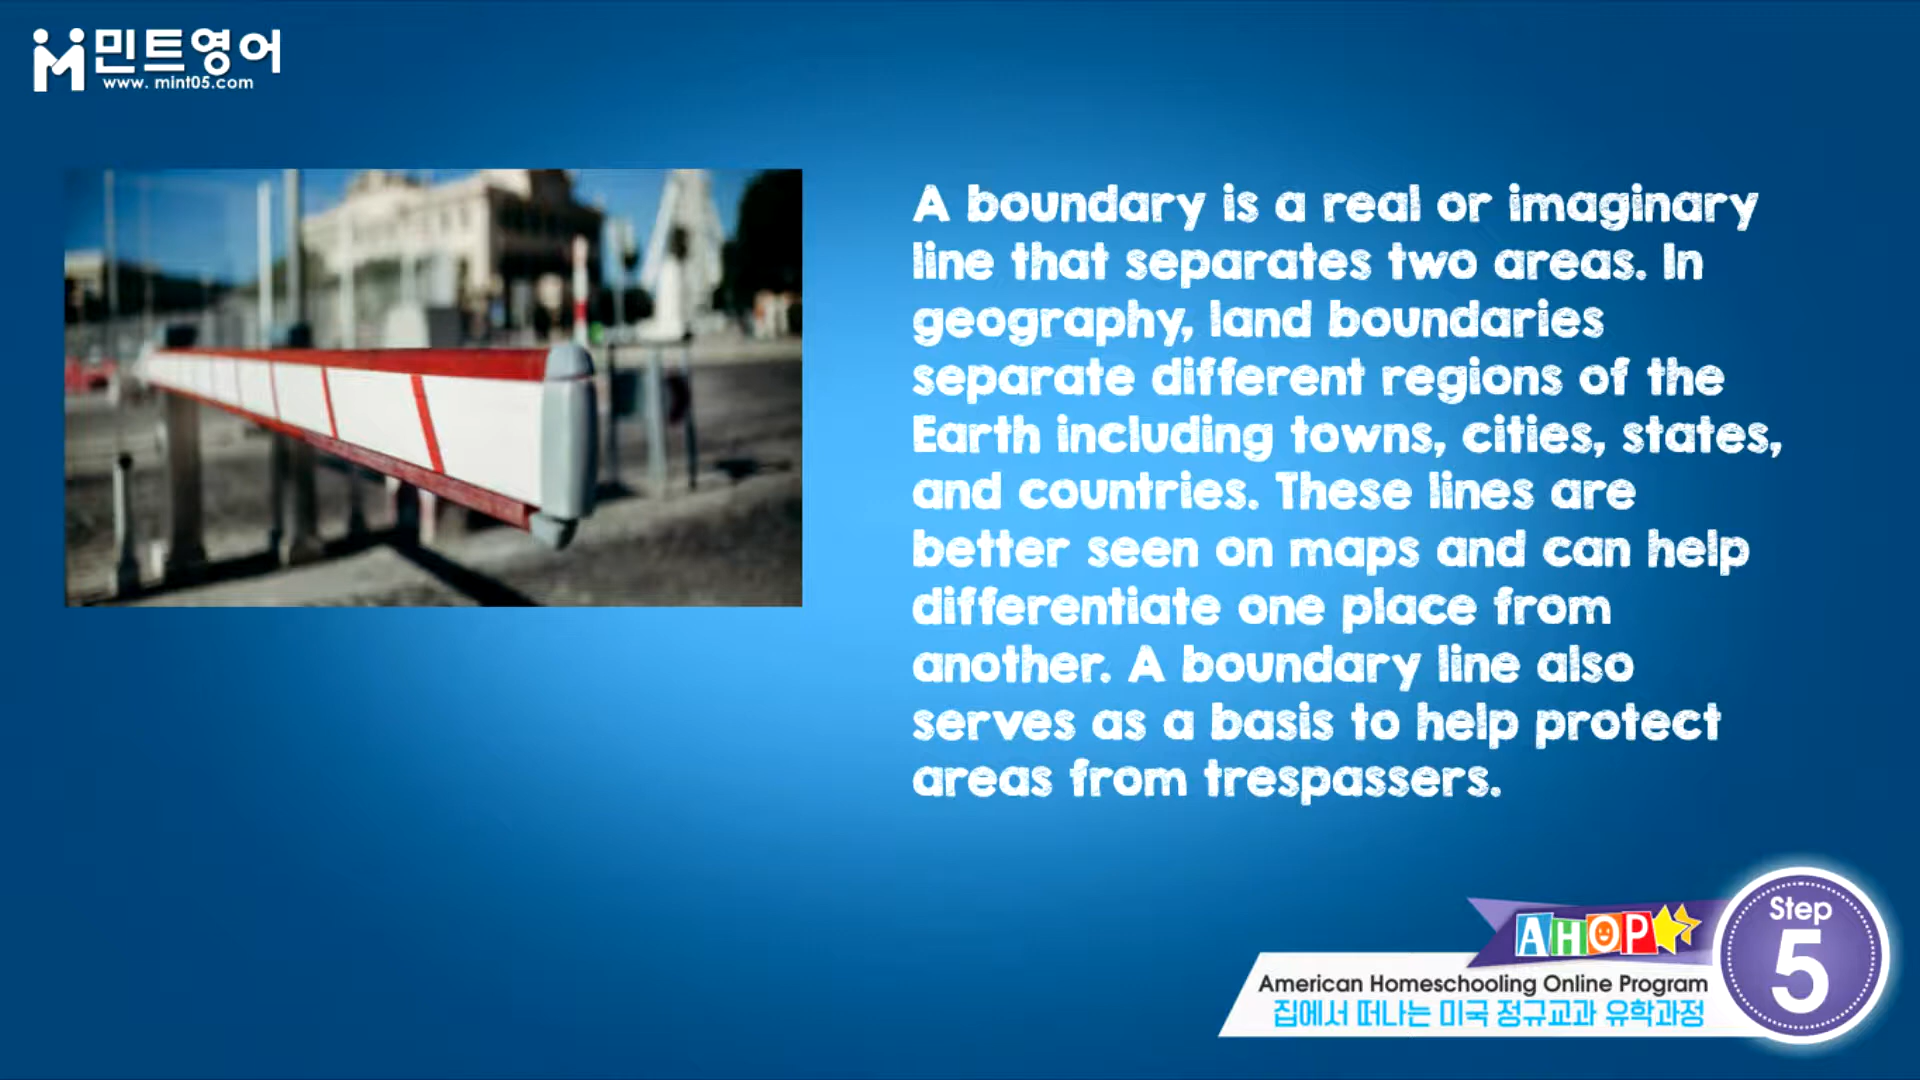 민트영어
www. mint05.com
A boundary is a real or imaginary
line that separates two areas. In
geography, land boundaries
separate different regions of the
Earth including towns, cities, states,
and countries. These lines are
better seen on maps and can help
differentiate one place from
another. A boundary line also
serves as a basis to help protect
areas from trespassers.
AHOP
Step
5
American Homeschooling Online Program
집에서 떠나는 미국 정규교과 유학과정